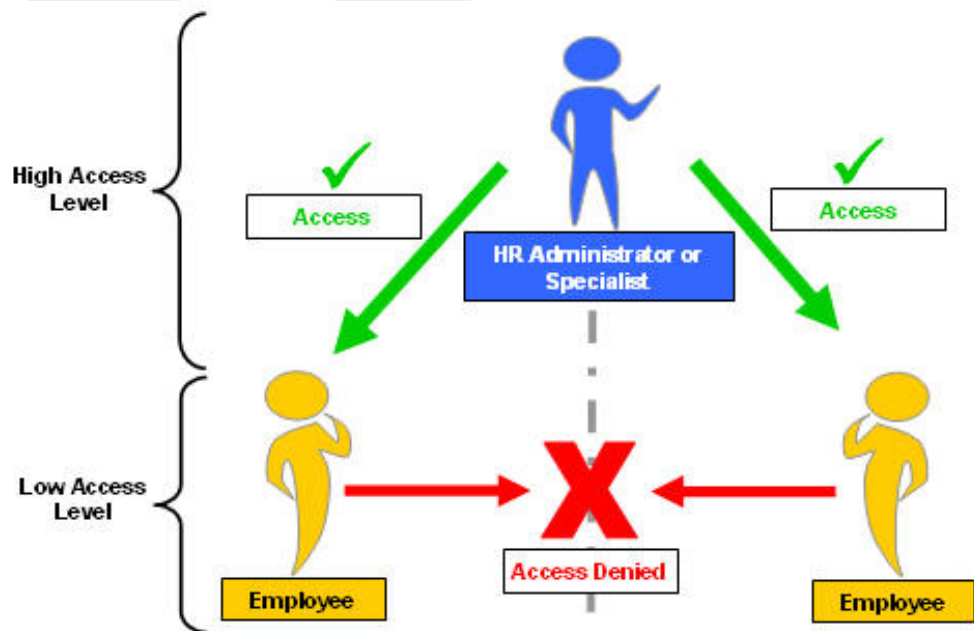 High Access
Level
Access
Access
HR Administrator or
Specialist
Low Access
Level
X
Access Denied
Employee
Employee